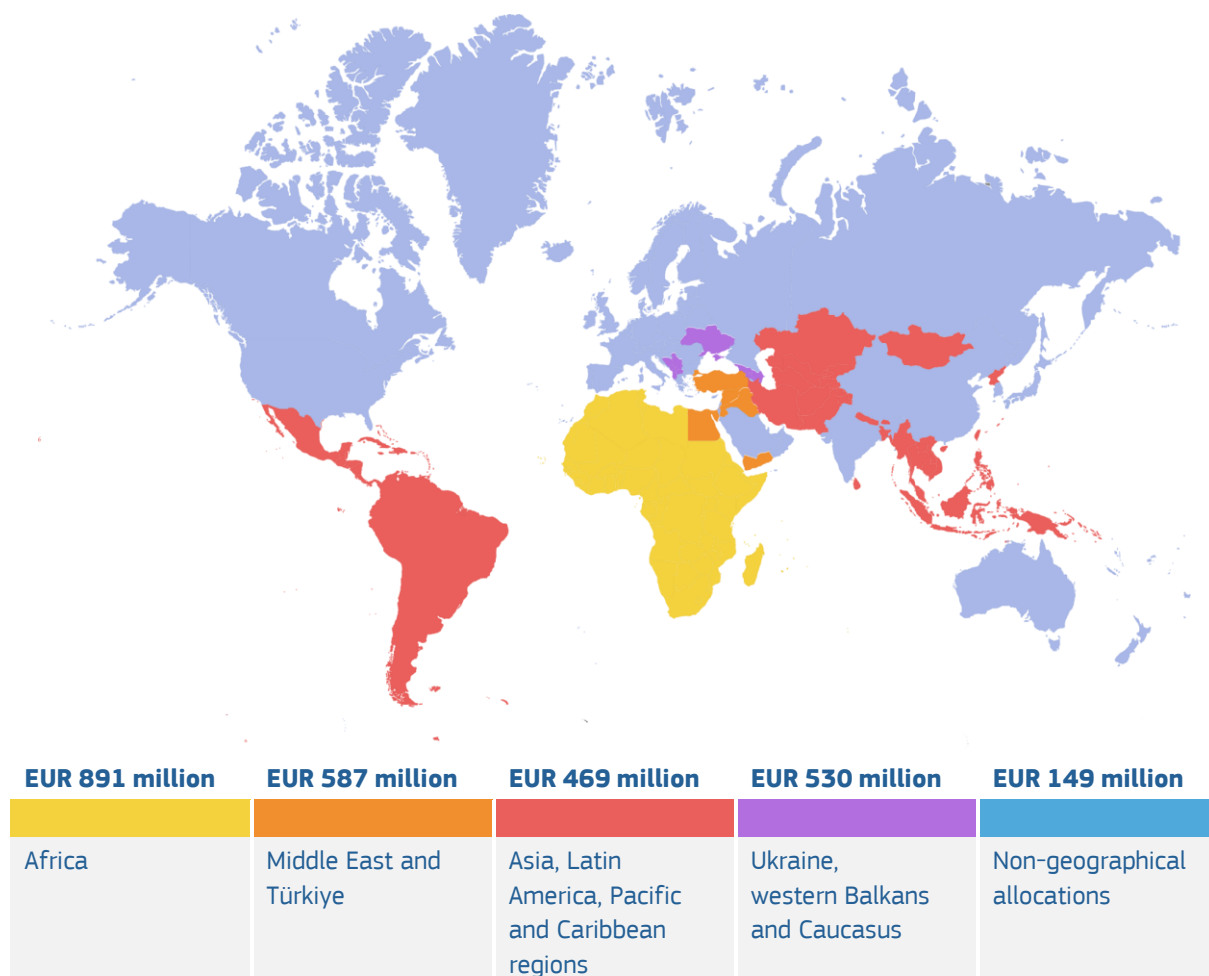 EUR 891 million
EUR 587 million
EUR 469 million
EUR 530 million
EUR 149 million
Africa
Middle East and
Türkiye
Asia, Latin
America, Pacific
and Caribbean
regions
Ukraine,
western Balkans
and Caucasus
Non-geographical
allocations